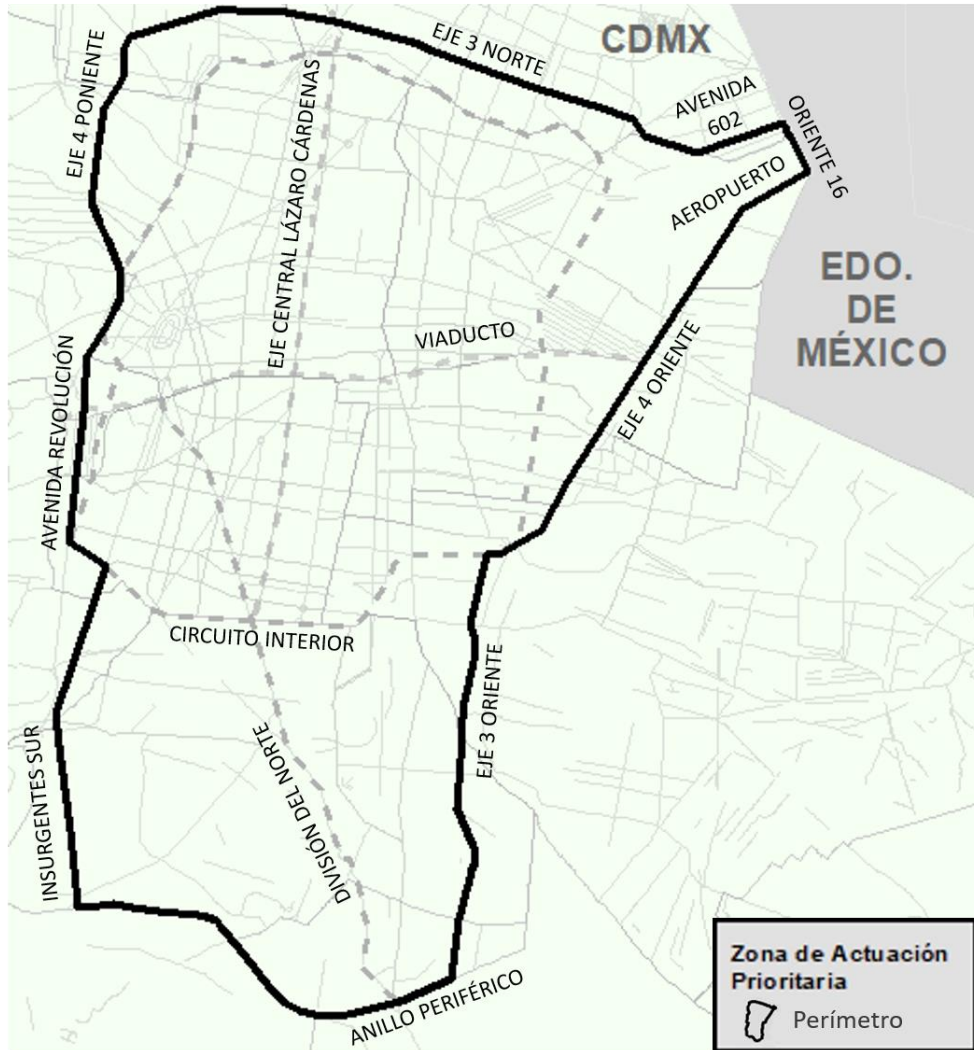 CDMX
EJE 3 NORTE
EJE 4 PONIENTE
EJE CENTRAL LÁZARO CÁRDENAS
AVENIDA
602
ORIENTE 16
AEROPUERTO
EDO.
DE
MÉXICO
VIADUCTO
EJE 4 ORIENTE
AVENIDA REVOLUCIÓN
CIRCUITO INTERIOR
EJE 3 ORIENTE
INSURGENTES SUR
DIVISIÓN DEL NORTE
ANILLO PERIFÉRICO
Zona de Actuación
Prioritaria
Perímetro